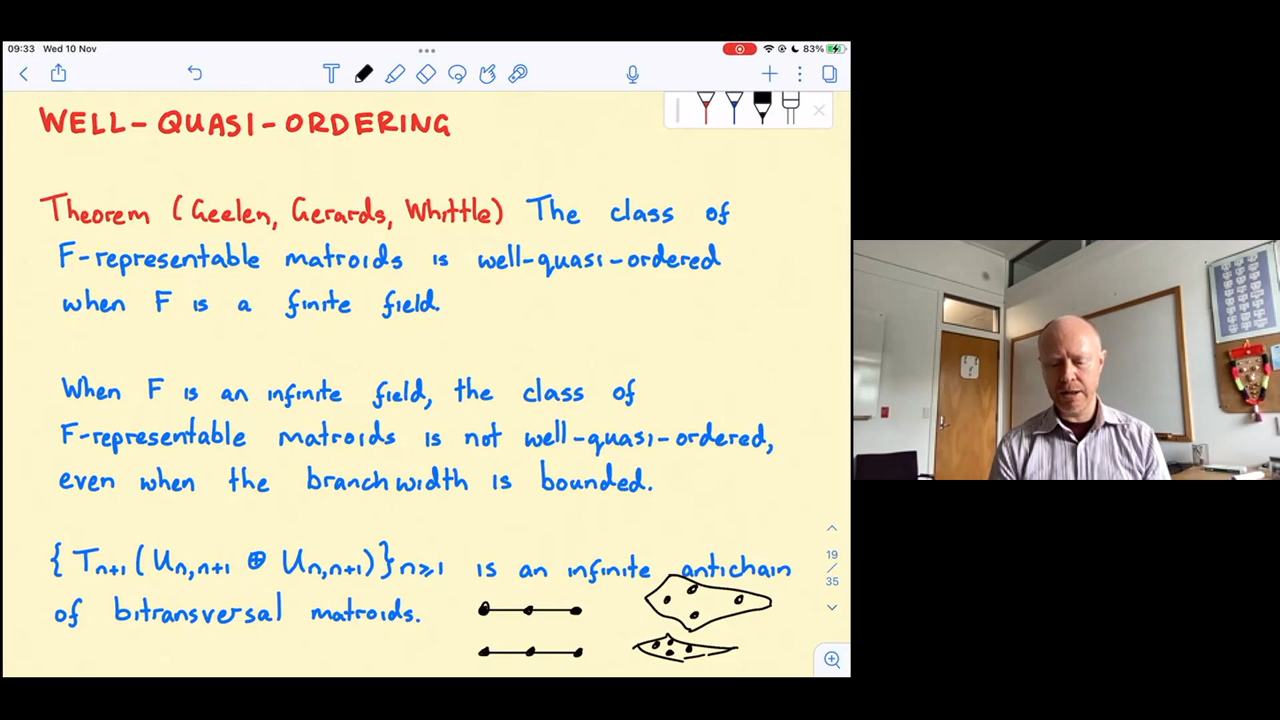 09:33 Wed 10 Nov
83%
WELL-QUASI-ORDERING
Theorem (Geelen, Gerards, Whittle) The class of
F-representable matroids is well-quasi-ordered
when F is a finite field.
When F is an infinite field, the class of
F-representable matroids is not well-quasi-ordered,
even when the branchwidth is bounded.
{Tn+1(Un,n+1 ⊕ Un,n+1)}n≥1 is an infinite antichain
of bitransversal matroids.
19
/
35